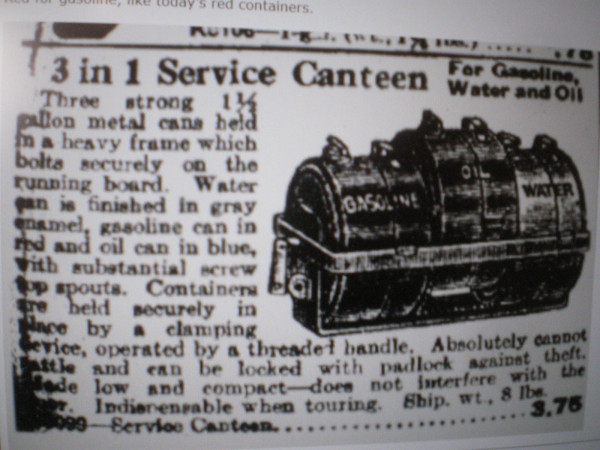 Red for gasoline, like today's red containers.
3 in 1 Service Canteen
For Gasoline,
Water and Oil
Three strong 1½
gallon metal cans held
in a heavy frame which
bolts securely on the
running board. Water
can is finished in gray
enamel, gasoline can in
red and oil can in blue,
with substantial screw
top spouts. Containers
are held securely in
place by a clamping
device, operated by a threaded handle. Absolutely cannot
rattle and can be locked with padlock against theft.
Made low and compact—does not interfere with the
Indispensable when touring. Ship. wt., 8 lbs.
Service Canteen. 3.75
GASOLINE
OIL
WATER